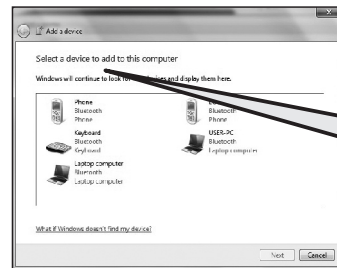 Add a device
Select a device to add to this computer
Windows will continue to look for and display them here.
Phone
Bluetooth
Phone
Bluetooth
Phone
Keyboard
Bluetooth
Keyboard
USER-PC
Bluetooth
Laptop computer
Laptop computer
Bluetooth
Laptop computer
What if Windows doesn't find my device?
Next Cancel